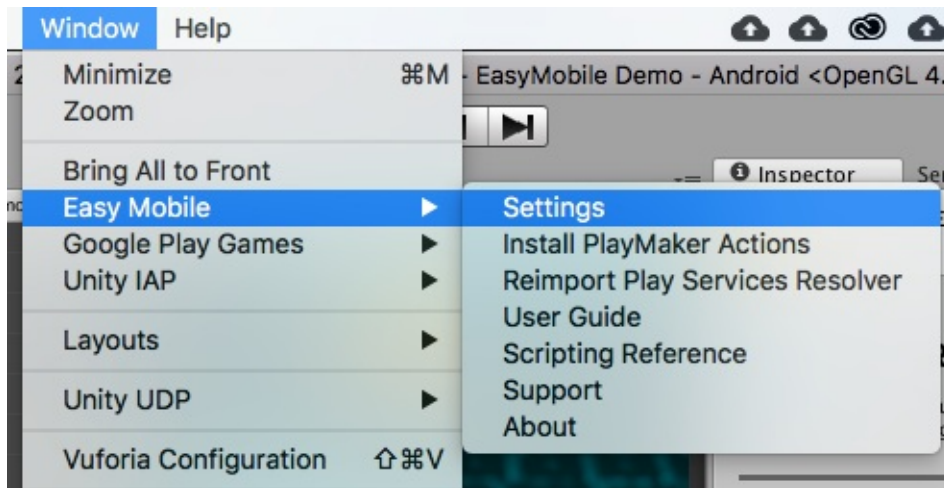 Window Help
Minimize ⌘M
- EasyMobile Demo - Android <OpenGL 4.
Zoom
Bring All to Front
Inspector
Easy Mobile ▶
Settings
Google Play Games ▶
Install PlayMaker Actions
Unity IAP ▶
Reimport Play Services Resolver
User Guide
Layouts ▶
Scripting Reference
Unity UDP ▶
Support
About
Vuforia Configuration ⇧⌘V